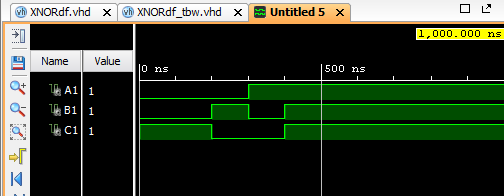 XNORdf.vhd XNORdf_tbw.vhd Untitled 5
1,000.000 ns
Name Value
0 ns 500 ns
A1 1
B1 1
C1 1